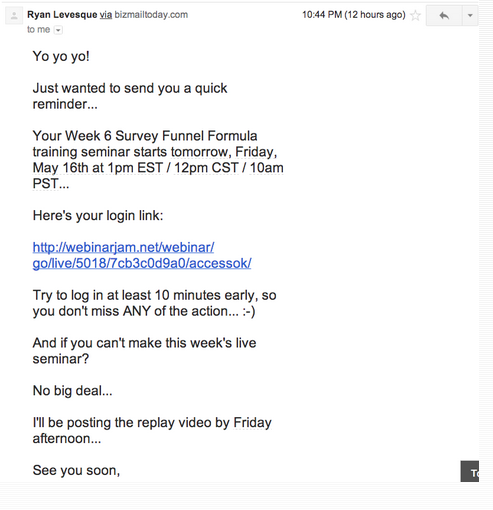 Ryan Levesque via bizmailtoday.com 10:44 PM (12 hours ago)
to me
Yo yo yo!
Just wanted to send you a quick
reminder...
Your Week 6 Survey Funnel Formula
training seminar starts tomorrow, Friday,
May 16th at 1pm EST / 12pm CST / 10am
PST...
Here's your login link:
http://webinarjam.net/webinar/
go/live/5018/7cb3c0d9a0/accessok/
Try to log in at least 10 minutes early, so
you don't miss ANY of the action... :-)
And if you can't make this week's live
seminar?
No big deal...
I'll be posting the replay video by Friday
afternoon...
See you soon,